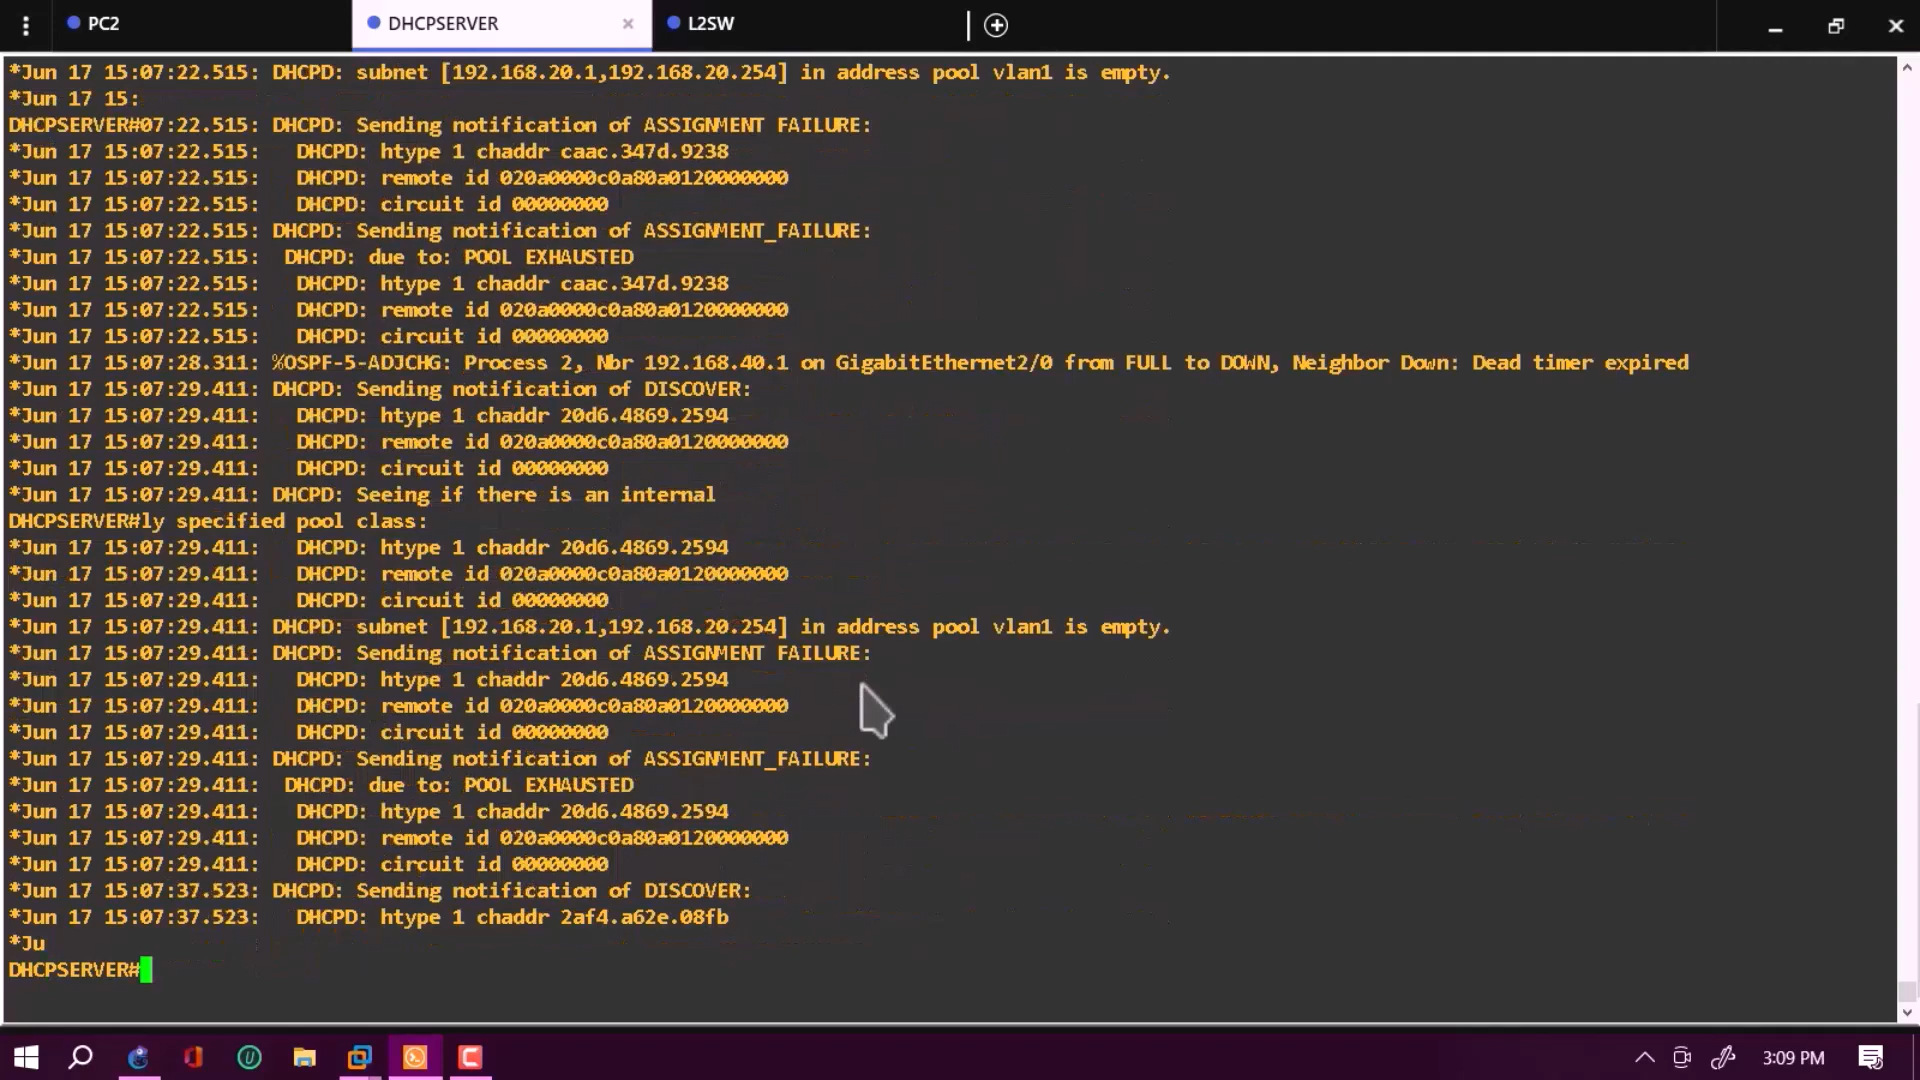 PC2
DHCPSERVER
L2SW
*Jun 17 15:07:22.515: DHCPD: subnet [192.168.20.1,192.168.20.254] in address pool vlan1 is empty.
*Jun 17 15:
DHCPSERVER#07:22.515: DHCPD: Sending notification of ASSIGNMENT FAILURE:
*Jun 17 15:07:22.515:   DHCPD: htype 1 chaddr caac.347d.9238
*Jun 17 15:07:22.515:   DHCPD: remote id 020a0000c0a80a0120000000
*Jun 17 15:07:22.515:   DHCPD: circuit id 00000000
*Jun 17 15:07:22.515: DHCPD: Sending notification of ASSIGNMENT_FAILURE:
*Jun 17 15:07:22.515:  DHCPD: due to: POOL EXHAUSTED
*Jun 17 15:07:22.515:   DHCPD: htype 1 chaddr caac.347d.9238
*Jun 17 15:07:22.515:   DHCPD: remote id 020a0000c0a80a0120000000
*Jun 17 15:07:22.515:   DHCPD: circuit id 00000000
*Jun 17 15:07:28.311: %OSPF-5-ADJCHG: Process 2, Nbr 192.168.40.1 on GigabitEthernet2/0 from FULL to DOWN, Neighbor Down: Dead timer expired
*Jun 17 15:07:29.411: DHCPD: Sending notification of DISCOVER:
*Jun 17 15:07:29.411:   DHCPD: htype 1 chaddr 20d6.4869.2594
*Jun 17 15:07:29.411:   DHCPD: remote id 020a0000c0a80a0120000000
*Jun 17 15:07:29.411:   DHCPD: circuit id 00000000
*Jun 17 15:07:29.411: DHCPD: Seeing if there is an internal
DHCPSERVER#ly specified pool class:
*Jun 17 15:07:29.411:   DHCPD: htype 1 chaddr 20d6.4869.2594
*Jun 17 15:07:29.411:   DHCPD: remote id 020a0000c0a80a0120000000
*Jun 17 15:07:29.411:   DHCPD: circuit id 00000000
*Jun 17 15:07:29.411: DHCPD: subnet [192.168.20.1,192.168.20.254] in address pool vlan1 is empty.
*Jun 17 15:07:29.411: DHCPD: Sending notification of ASSIGNMENT FAILURE:
*Jun 17 15:07:29.411:   DHCPD: htype 1 chaddr 20d6.4869.2594
*Jun 17 15:07:29.411:   DHCPD: remote id 020a0000c0a80a0120000000
*Jun 17 15:07:29.411:   DHCPD: circuit id 00000000
*Jun 17 15:07:29.411: DHCPD: Sending notification of ASSIGNMENT_FAILURE:
*Jun 17 15:07:29.411:  DHCPD: due to: POOL EXHAUSTED
*Jun 17 15:07:29.411:   DHCPD: htype 1 chaddr 20d6.4869.2594
*Jun 17 15:07:29.411:   DHCPD: remote id 020a0000c0a80a0120000000
*Jun 17 15:07:29.411:   DHCPD: circuit id 00000000
*Jun 17 15:07:37.523: DHCPD: Sending notification of DISCOVER:
*Jun 17 15:07:37.523:   DHCPD: htype 1 chaddr 2af4.a62e.08fb
*Ju
DHCPSERVER#
3:09 PM